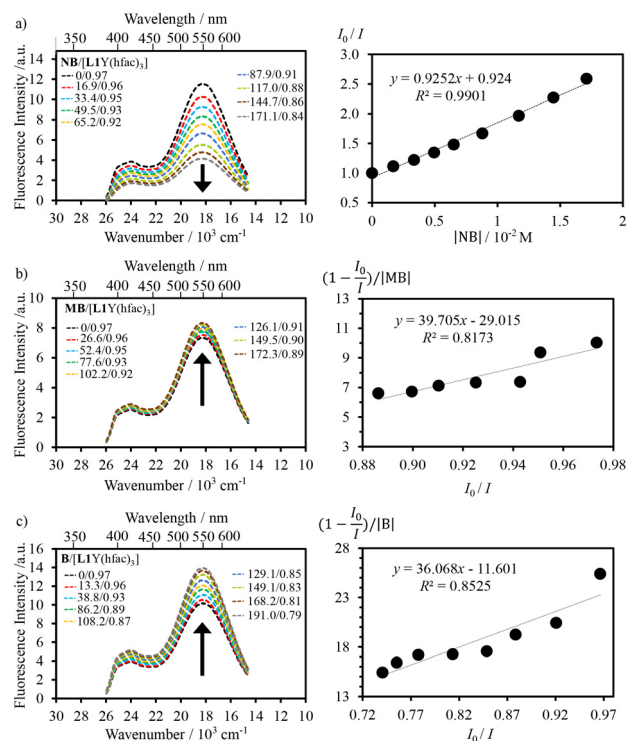 a)
Wavelength / nm
350 400 450 500 550 600
Fluorescence Intensity /a.u.
14
12
10
8
6
4
2
0
NB/[L1Y(hfac)3]
0/0.97
16.9/0.96
33.4/0.95
49.5/0.93
65.2/0.92
87.9/0.91
117.0/0.88
144.7/0.86
171.1/0.84
30 26 24 22 20 18 16 14 12 10
Wavenumber / 10³ cm⁻¹
I0 / I
3.0
2.5
2.0
1.5
1.0
0.5
y = 0.9252x + 0.924
R² = 0.9901
0 0.5 1 1.5 2
|NB| / 10⁻² M
b)
Wavelength / nm
350 400 450 500 550 600
Fluorescence Intensity /a.u.
10
8
6
4
2
0
MB/[L1Y(hfac)3]
0/0.97
26.6/0.96
52.4/0.95
77.6/0.93
102.2/0.92
126.1/0.91
149.5/0.90
172.3/0.89
30 26 24 22 20 18 16 14 12 10
Wavenumber / 10³ cm⁻¹
(1 − I0/I)/|MB|
13
11
9
7
5
3
y = 39.705x - 29.015
R² = 0.8173
0.88 0.90 0.92 0.94 0.96 0.98
I0 / I
c)
Wavelength / nm
350 400 450 500 550 600
Fluorescence Intensity /a.u.
16
14
12
10
8
6
4
2
0
B/[L1Y(hfac)3]
0/0.97
13.3/0.96
38.8/0.93
86.2/0.89
108.2/0.87
129.1/0.85
149.1/0.83
168.2/0.81
191.0/0.79
30 26 24 22 20 18 16 14 12 10
Wavenumber / 10³ cm⁻¹
(1 − I0/I)/|B|
28
23
18
13
y = 36.068x - 11.601
R² = 0.8525
0.72 0.77 0.82 0.87 0.92 0.97
I0 / I